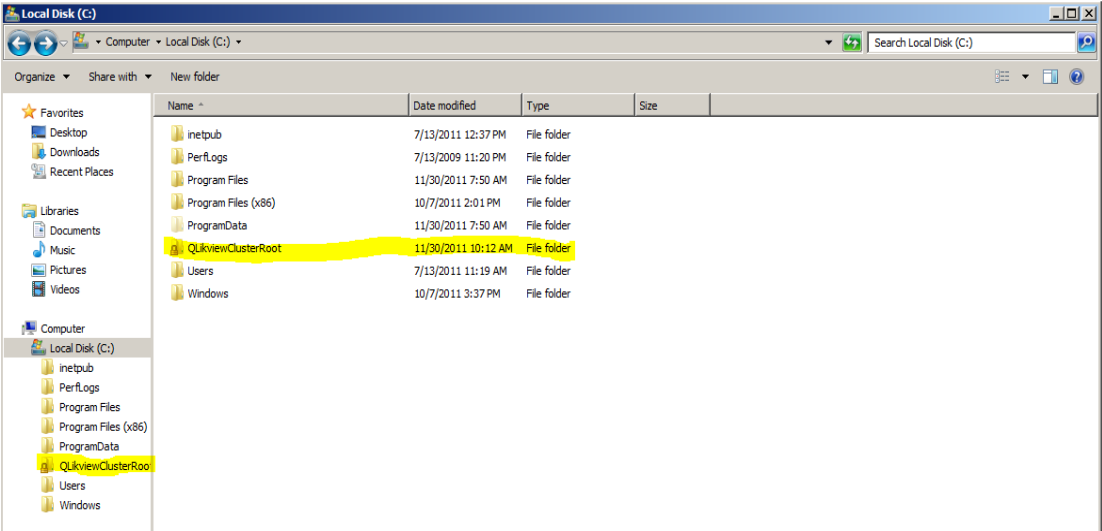 Local Disk (C:)
Computer Local Disk (C:) Search Local Disk (C:)
Organize Share with New folder
Name Date modified Type Size
Favorites
Desktop
Downloads
Recent Places
Libraries
Documents
Music
Pictures
Videos
Computer
Local Disk (C:)
inetpub
PerfLogs
Program Files
Program Files (x86)
ProgramData
QLikviewClusterRoo
Users
Windows
inetpub 7/13/2011 12:37 PM File folder
PerfLogs 7/13/2009 11:20 PM File folder
Program Files 11/30/2011 7:50 AM File folder
Program Files (x86) 10/7/2011 2:01 PM File folder
ProgramData 11/30/2011 7:50 AM File folder
QLikviewClusterRoot 11/30/2011 10:12 AM File folder
Users 7/13/2011 11:19 AM File folder
Windows 10/7/2011 3:37 PM File folder